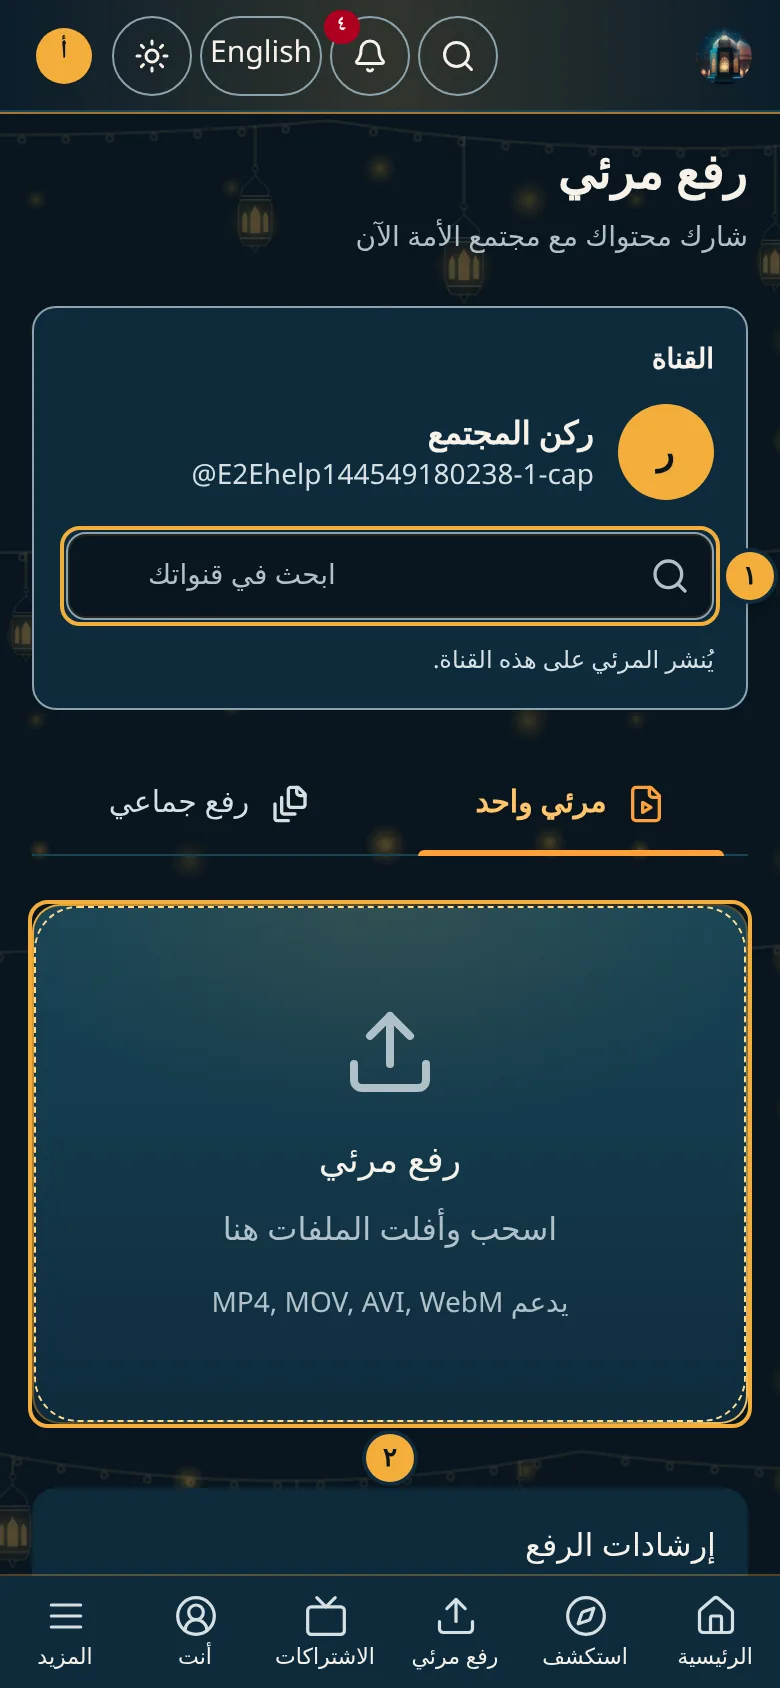 ٤
English
أ
رفع مرئي
شارك محتواك مع مجتمع الأمة الآن
القناة
ر
ركن المجتمع
@E2Ehelp144549180238-1-cap
ابحث في قنواتك
١
يُنشر المرئي على هذه القناة.
مرئي واحد
رفع جماعي
رفع مرئي
اسحب وأفلت الملفات هنا
يدعم MP4, MOV, AVI, WebM
٢
إرشادات الرفع
الرئيسية
استكشف
رفع مرئي
الاشتراكات
أنت
المزيد